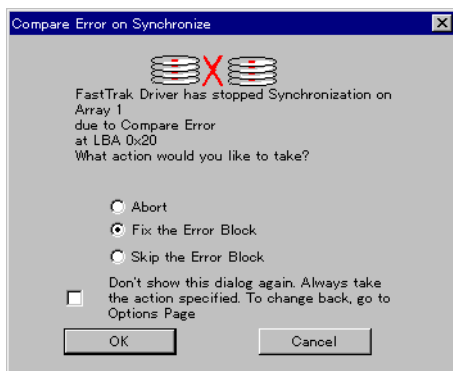 Compare Error on Synchronize
FastTrak Driver has stopped Synchronization on
Array 1
due to Compare Error
at LBA 0x20
What action would you like to take?
Abort
Fix the Error Block
Skip the Error Block
Don't show this dialog again. Always take
the action specified. To change back, go to
Options Page
OK
Cancel